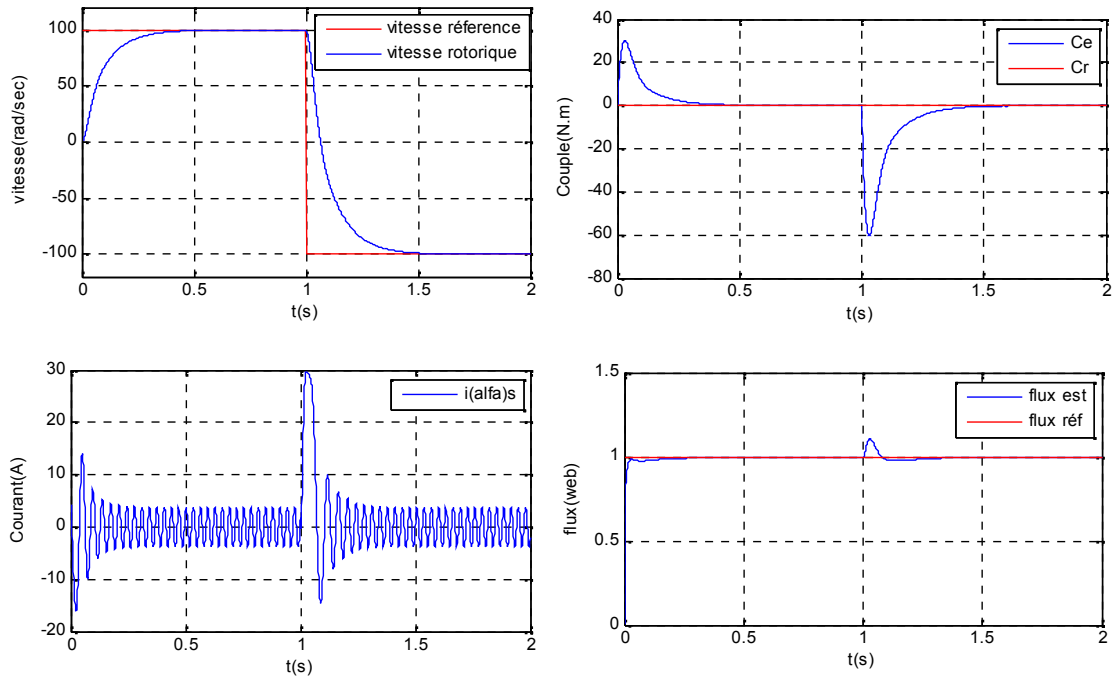 100
50
0
-50
-100
vitesse(rad/sec)
vitesse réference
vitesse rotorique
0
0.5
1
1.5
2
t(s)
40
20
0
-20
-40
-60
-80
Couple(N.m)
Ce
Cr
0
0.5
1
1.5
2
t(s)
30
20
10
0
-10
-20
Courant(A)
i(alfa)s
0
0.5
1
1.5
2
t(s)
1.5
1
0.5
0
flux(web)
flux est
flux réf
0
0.5
1
1.5
2
t(s)